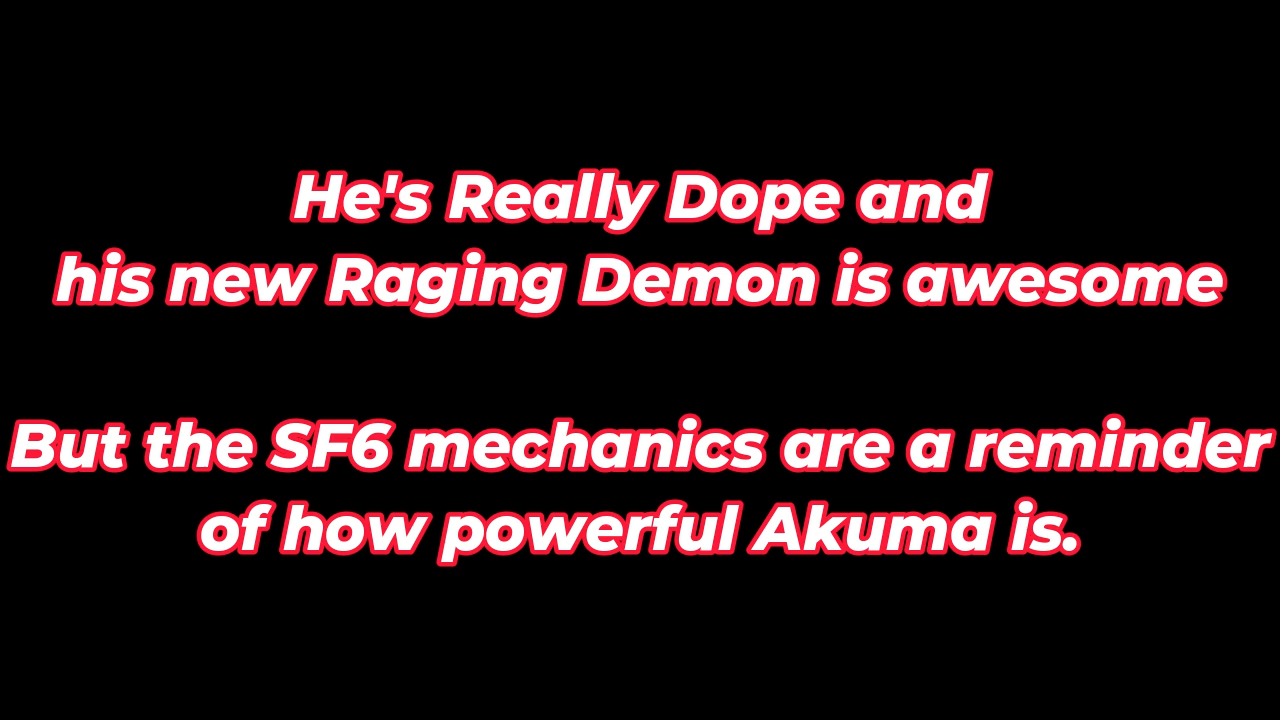 He's Really Dope and
his new Raging Demon is awesome
But the SF6 mechanics are a reminder
of how powerful Akuma is.